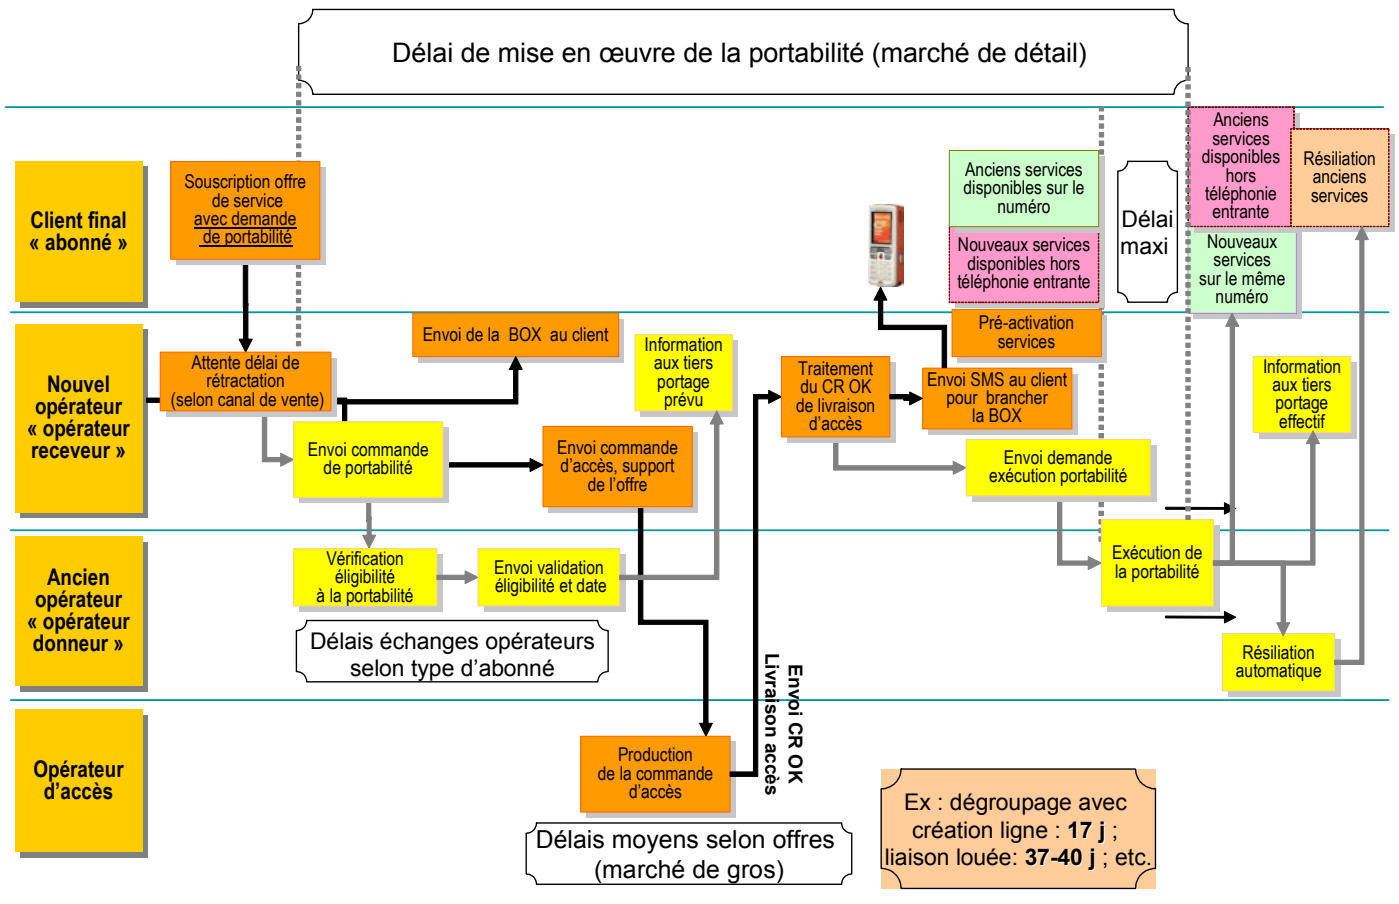 Délai de mise en œuvre de la portabilité (marché de détail)
Client final
« abonné »
Souscription offre
de service
avec demande
de portabilité
Anciens services
disponibles sur le
numéro
Nouveaux services
disponibles hors
téléphonie entrante
Délai
maxi
Anciens
services
disponibles
hors
téléphonie
entrante
Résiliation
anciens
services
Nouveaux
services
sur le même
numéro
Nouvel
opérateur
« opérateur
receveur »
Attente délai de
rétractation
(selon canal de vente)
Envoi de la BOX au client
Information
aux tiers
portage
prévu
Envoi commande
de portabilité
Envoi commande
d’accès, support
de l’offre
Traitement
du CR OK
de livraison
d’accès
Pré-activation
services
Envoi SMS au client
pour brancher
la BOX
Envoi demande
exécution portabilité
Information
aux tiers
portage
effectif
Ancien
opérateur
« opérateur
donneur »
Vérification
éligibilité
à la portabilité
Envoi validation
éligibilité et date
Exécution de
la portabilité
Délais échanges opérateurs
selon type d’abonné
Résiliation
automatique
Envoi CR OK
Livraison accès
Opérateur
d’accès
Production
de la commande
d’accès
Délais moyens selon offres
(marché de gros)
Ex : dégroupage avec
création ligne : 17 j ;
liaison louée: 37-40 j ; etc.